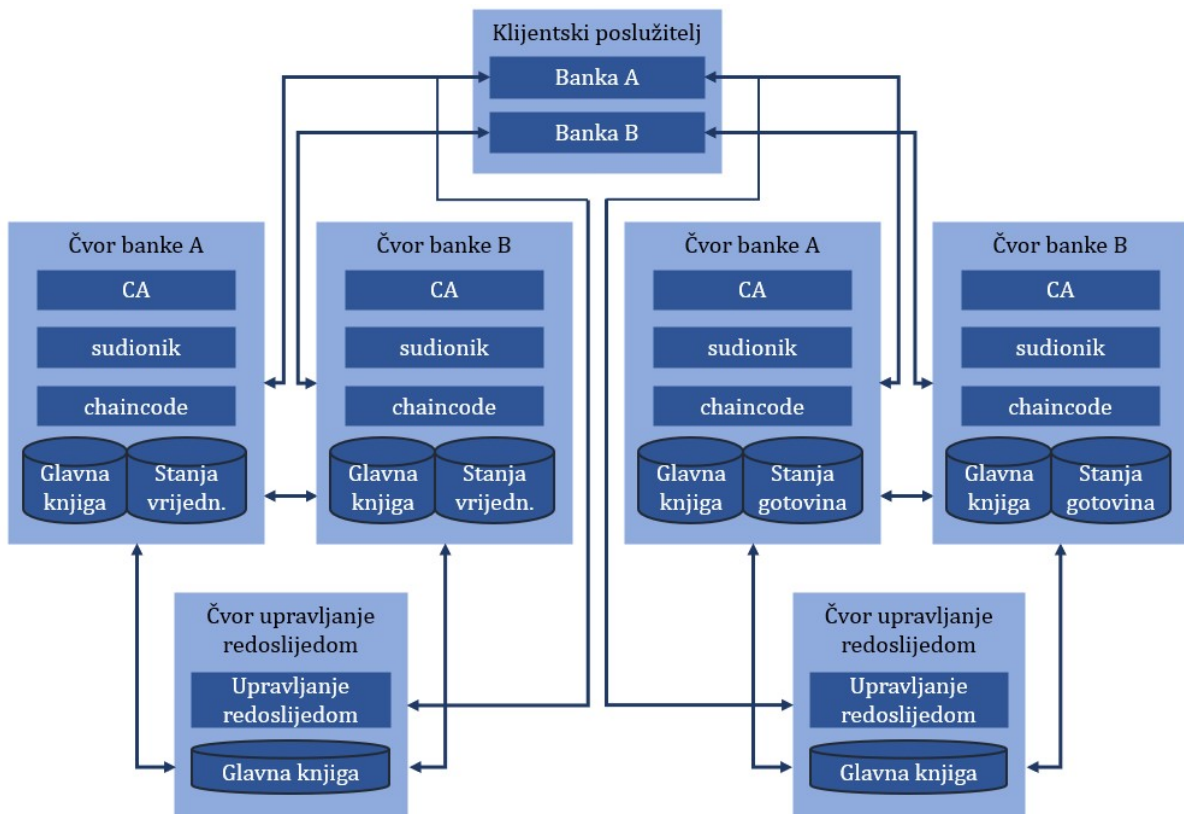 Klijentski poslužitelj
Banka A
Banka B
Čvor banke A
CA
sudionik
chaincode
Glavna
knjiga
Stanja
vrijedn.
Čvor banke B
CA
sudionik
chaincode
Glavna
knjiga
Stanja
vrijedn.
Čvor banke A
CA
sudionik
chaincode
Glavna
knjiga
Stanja
gotovina
Čvor banke B
CA
sudionik
chaincode
Glavna
knjiga
Stanja
gotovina
Čvor upravljanje
redoslijedom
Upravljanje
redoslijedom
Glavna knjiga
Čvor upravljanje
redoslijedom
Upravljanje
redoslijedom
Glavna knjiga